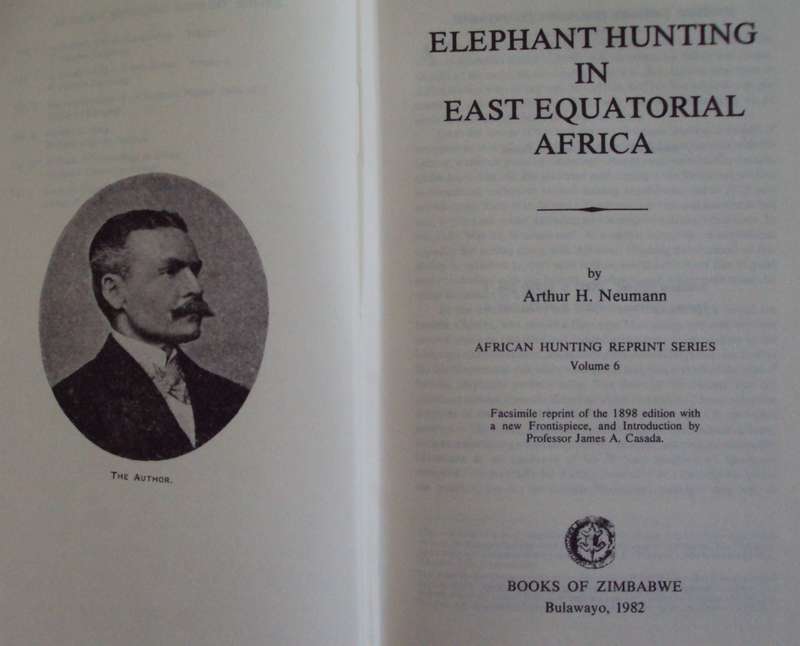 THE AUTHOR.
ELEPHANT HUNTING
IN
EAST EQUATORIAL
AFRICA
by
Arthur H. Neumann
AFRICAN HUNTING REPRINT SERIES
Volume 6
Facsimile reprint of the 1898 edition with
a new Frontispiece, and Introduction by
Professor James A. Casada.
BOOKS OF ZIMBABWE
Bulawayo, 1982